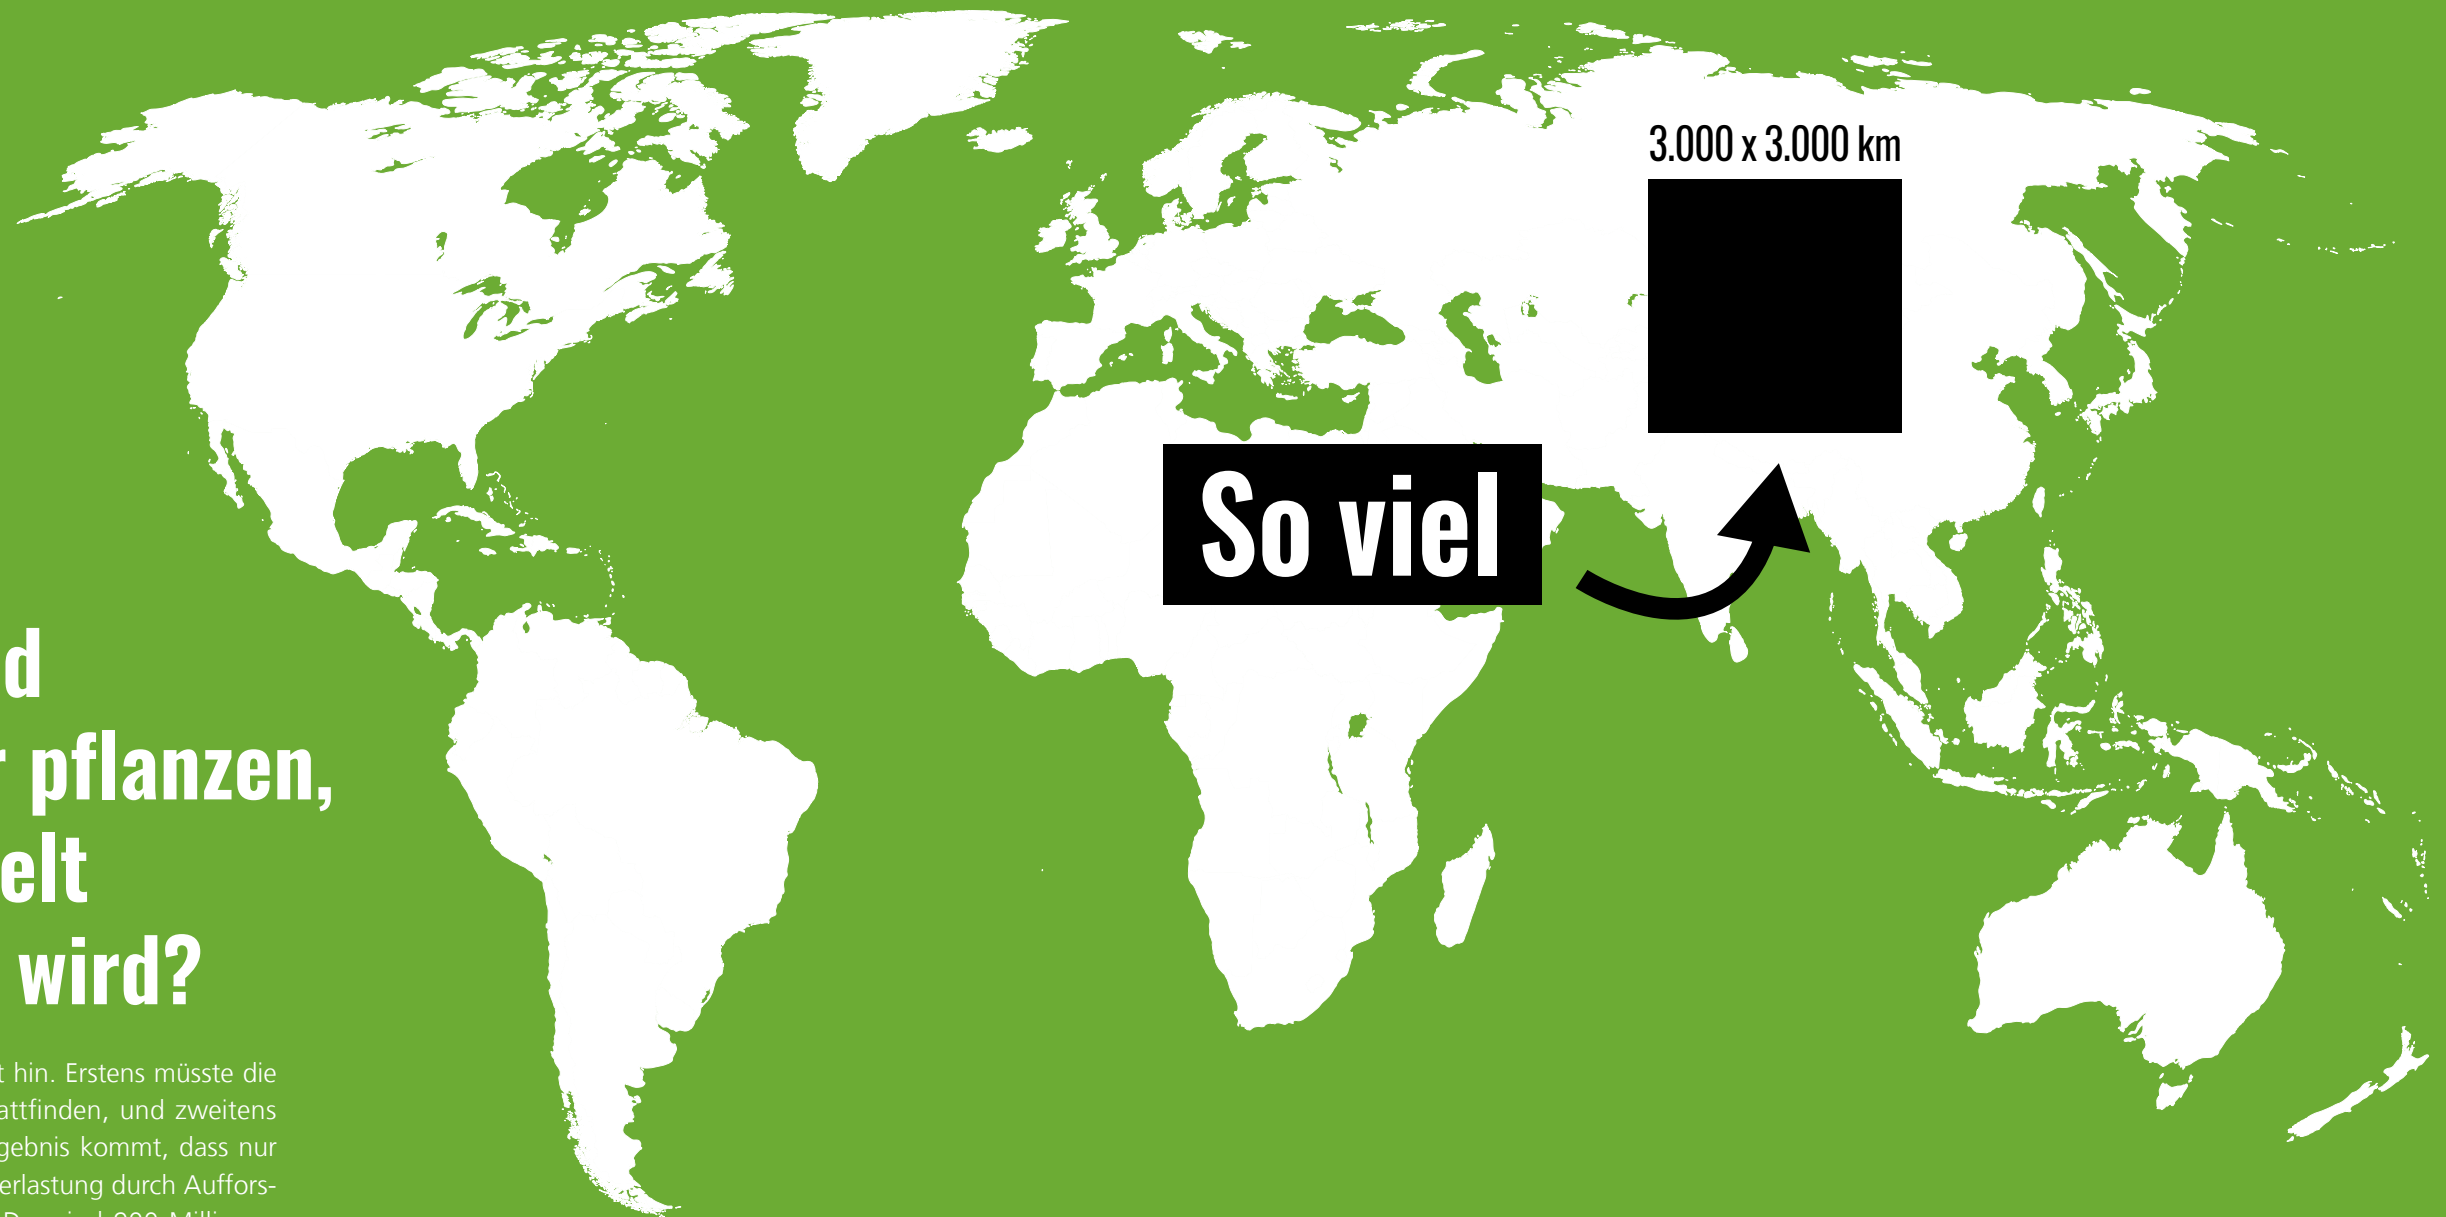 3.000 x 3.000 km
So viel
d
r pflanzen,
elt
wird?
t hin. Erstens müsste die
attfinden, und zweitens
gebnis kommt, dass nur
erlastung durch Auffors-